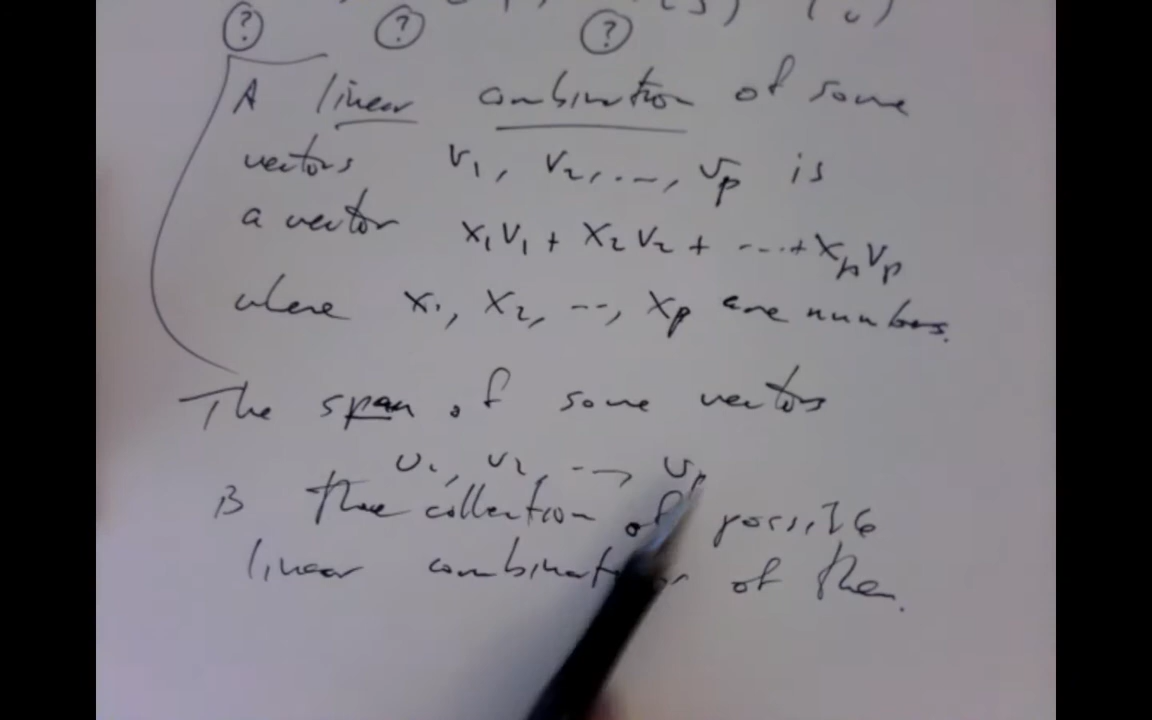 ? ? ?
A linear combination of some
vectors v₁, v₂, ..., vₚ is
a vector x₁v₁ + x₂v₂ + ... + xₚvₚ
where x₁, x₂, ..., xₚ are numbers.
The span of some vectors
v₁, v₂, ..., vₚ
is the collection of possible
linear combination of them.